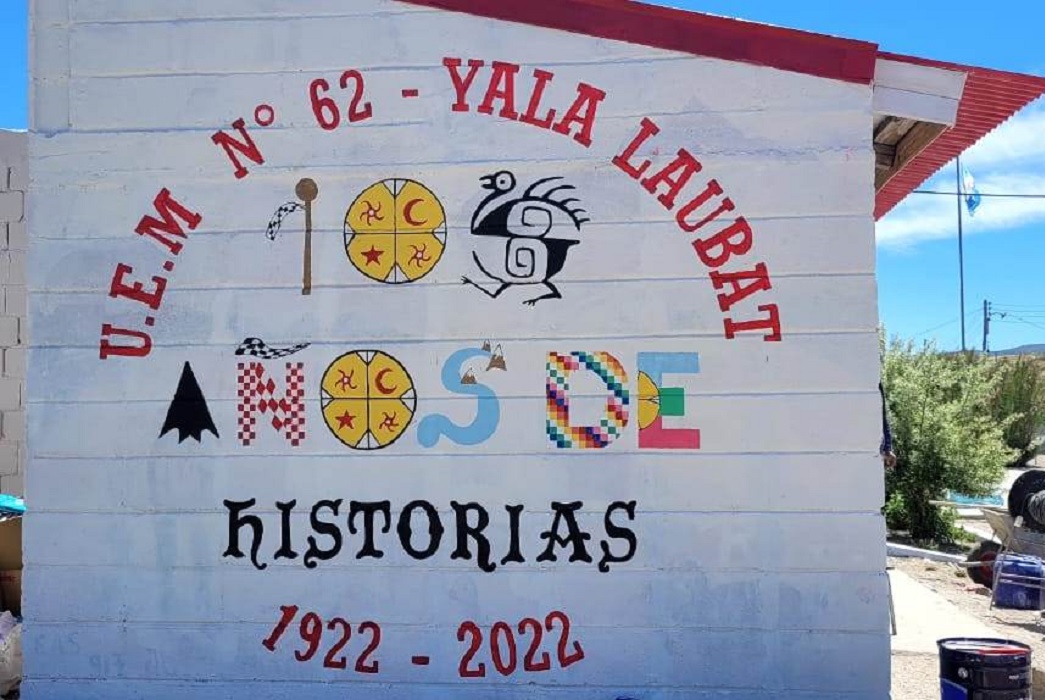 U.E.M N° 62 - YALA LAUBAT
100
AÑOS DE
HISTORIAS
1922 - 2022